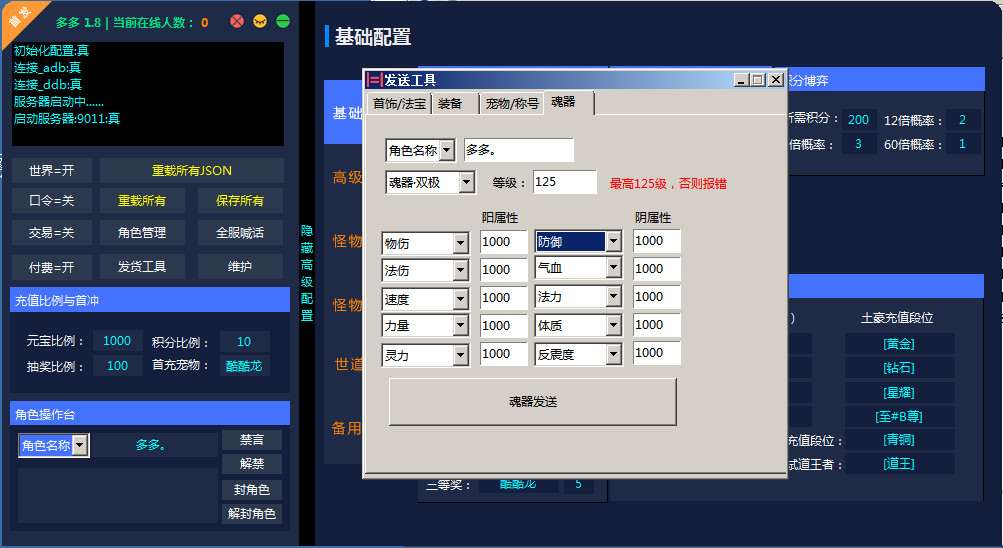 首发
多多 1.8 | 当前在线人数： 0
初始化配置:真
连接_adb:真
连接_ddb:真
服务器启动中......
启动服务器:9011:真
世界=开
重载所有JSON
口令=关
重载所有
保存所有
交易=关
角色管理
全服喊话
付费=开
发货工具
维护
充值比例与首冲
元宝比例：
1000
积分比例：
10
抽奖比例：
100
首充宠物：
酷酷龙
角色操作台
角色名称
多多。
禁言
解禁
封角色
解封角色
隐藏高级配置
基础配置
基础
高级
怪物
怪物
世道
备用
发送工具
首饰/法宝
装备
宠物/称号
魂器
角色名称
多多。
魂器·双极
等级：
125
最高125级，否则报错
阳属性
阴属性
物伤
1000
防御
1000
法伤
1000
气血
1000
速度
1000
法力
1000
力量
1000
体质
1000
灵力
1000
反震度
1000
魂器发送
积分博弈
所需积分：
200
12倍概率：
2
倍概率：
3
60倍概率：
1
土豪充值段位
[黄金]
[钻石]
[星耀]
[至#B尊]
充值段位：
[青铜]
试道王者：
[道王]
三等奖：
酷酷龙
5